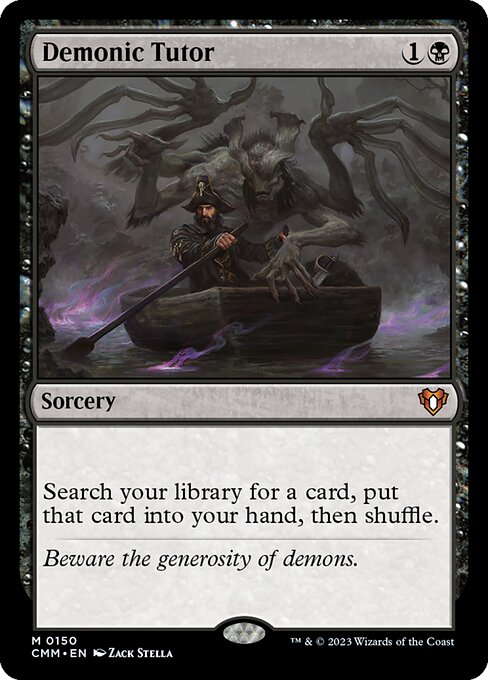 Demonic Tutor 1
Sorcery
Search your library for a card, put
that card into your hand, then shuffle.
Beware the generosity of demons.
M 0150 ™ & © 2023 Wizards of the Coast
CMM • EN Zack Stella